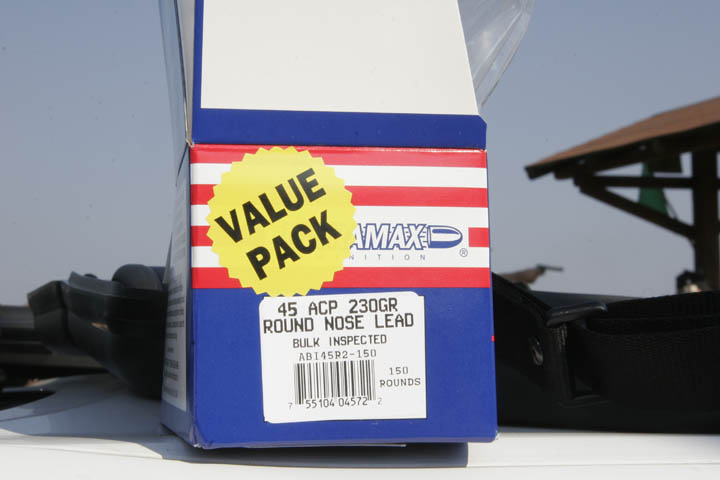 VALUE
PACK
AMAX
NITION
®
45 ACP 230GR
ROUND NOSE LEAD
BULK INSPECTED
ABI45R2-150
150
ROUNDS
7 55104 04572 2